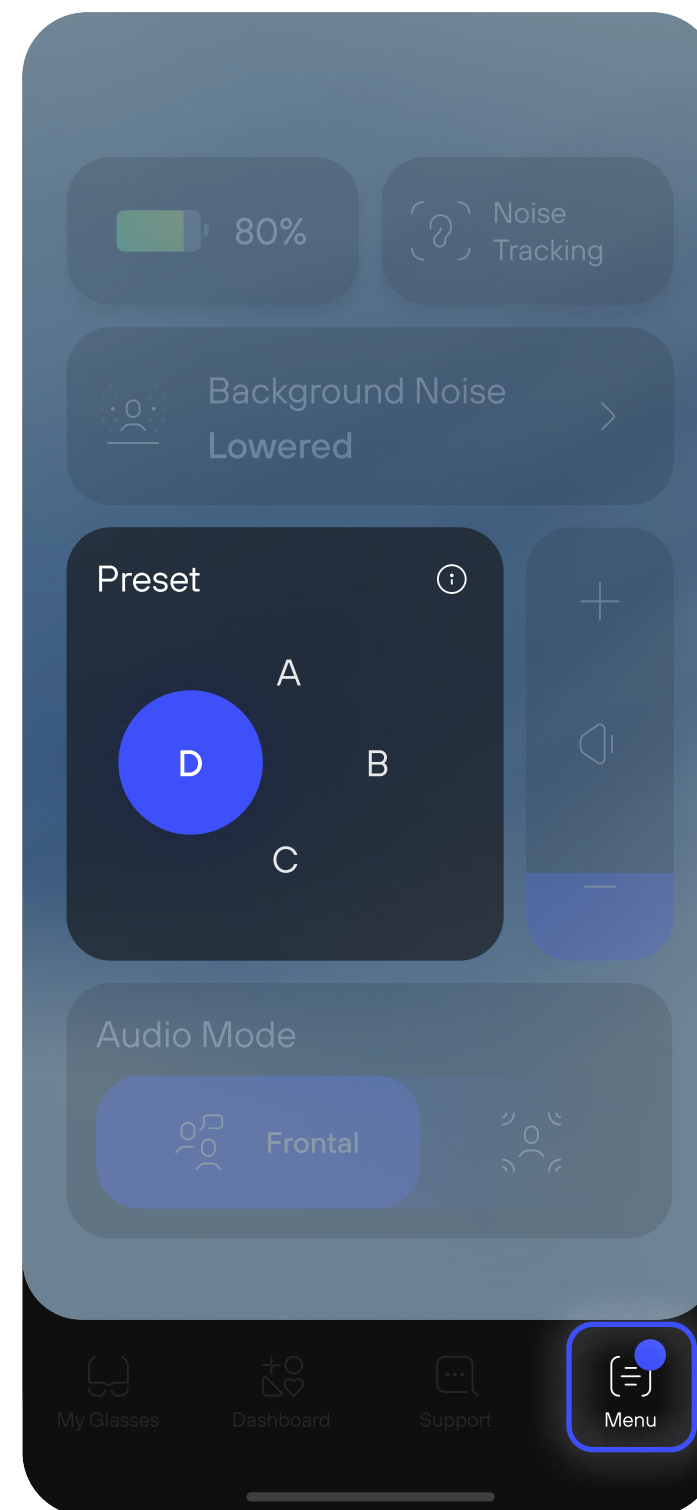 80%
Noise
Tracking
Background Noise
Lowered
Preset
A
D
B
C
Audio Mode
Frontal
My Glasses
Dashboard
Support
Menu